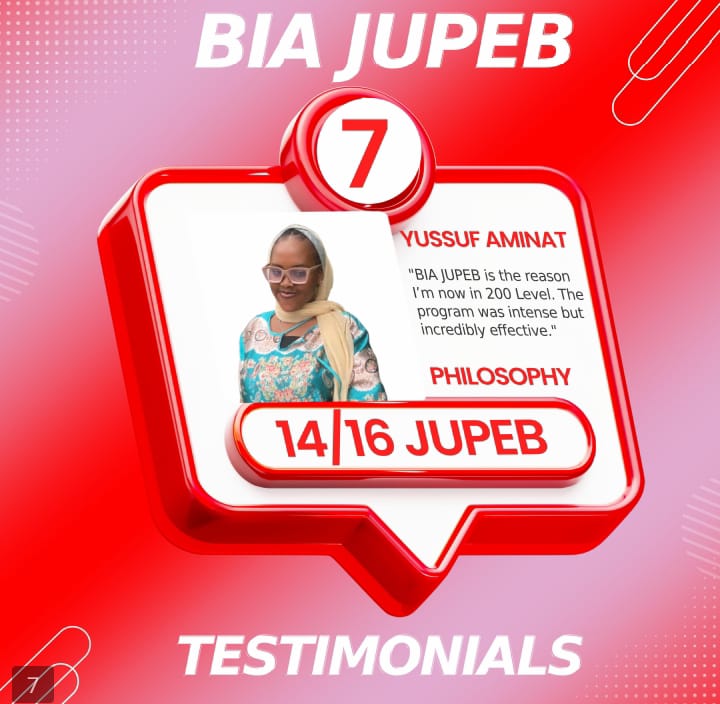 BIA JUPEB
7
YUSSUF AMINAT
"BIA JUPEB is the reason
I'm now in 200 Level. The
program was intense but
incredibly effective."
PHILOSOPHY
14/16 JUPEB
TESTIMONIALS
7